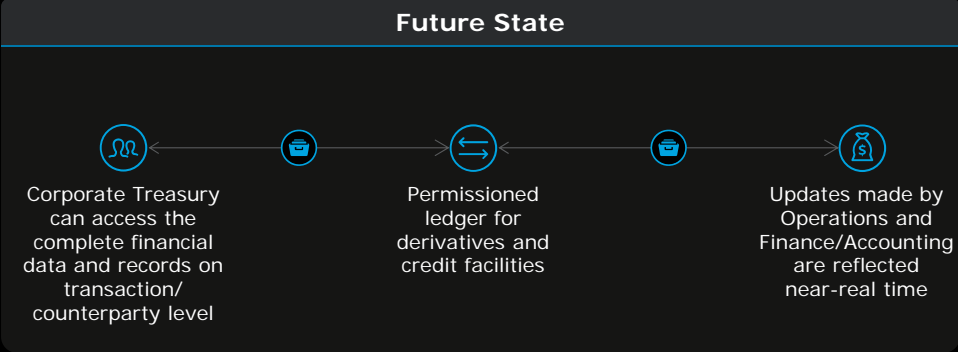 Future State
Corporate Treasury
can access the
complete financial
data and records on
transaction/
counterparty level
Permissioned
ledger for
derivatives and
credit facilities
Updates made by
Operations and
Finance/Accounting
are reflected
near-real time
$